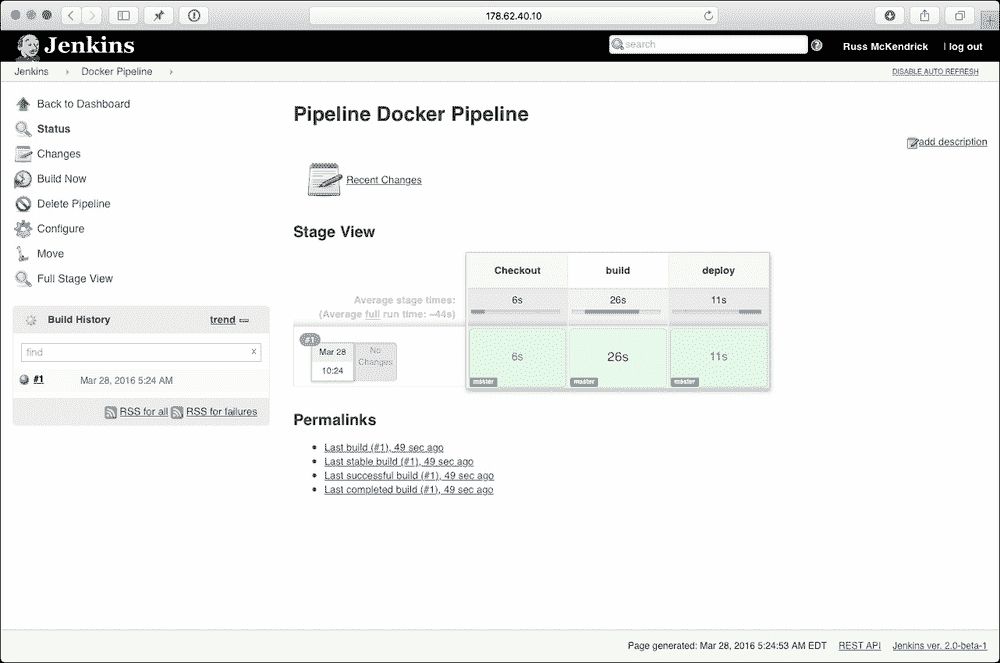 178.62.40.10
Jenkins
search
Russ McKendrick
| log out
Jenkins
Docker Pipeline
DISABLE AUTO REFRESH
Back to Dashboard
Status
Changes
Build Now
Delete Pipeline
Configure
Move
Full Stage View
Build History
trend
find
x
#1
Mar 28, 2016 5:24 AM
RSS for all
RSS for failures
Pipeline Docker Pipeline
add description
Recent Changes
Stage View
Checkout
build
deploy
Average stage times:
(Average full run time: ~44s)
6s
26s
11s
#1
Mar 28
10:24
No
Changes
6s
26s
11s
master
master
master
Permalinks
Last build (#1), 49 sec ago
Last stable build (#1), 49 sec ago
Last successful build (#1), 49 sec ago
Last completed build (#1), 49 sec ago
Page generated: Mar 28, 2016 5:24:53 AM EDT
REST API
Jenkins ver. 2.0-beta-1